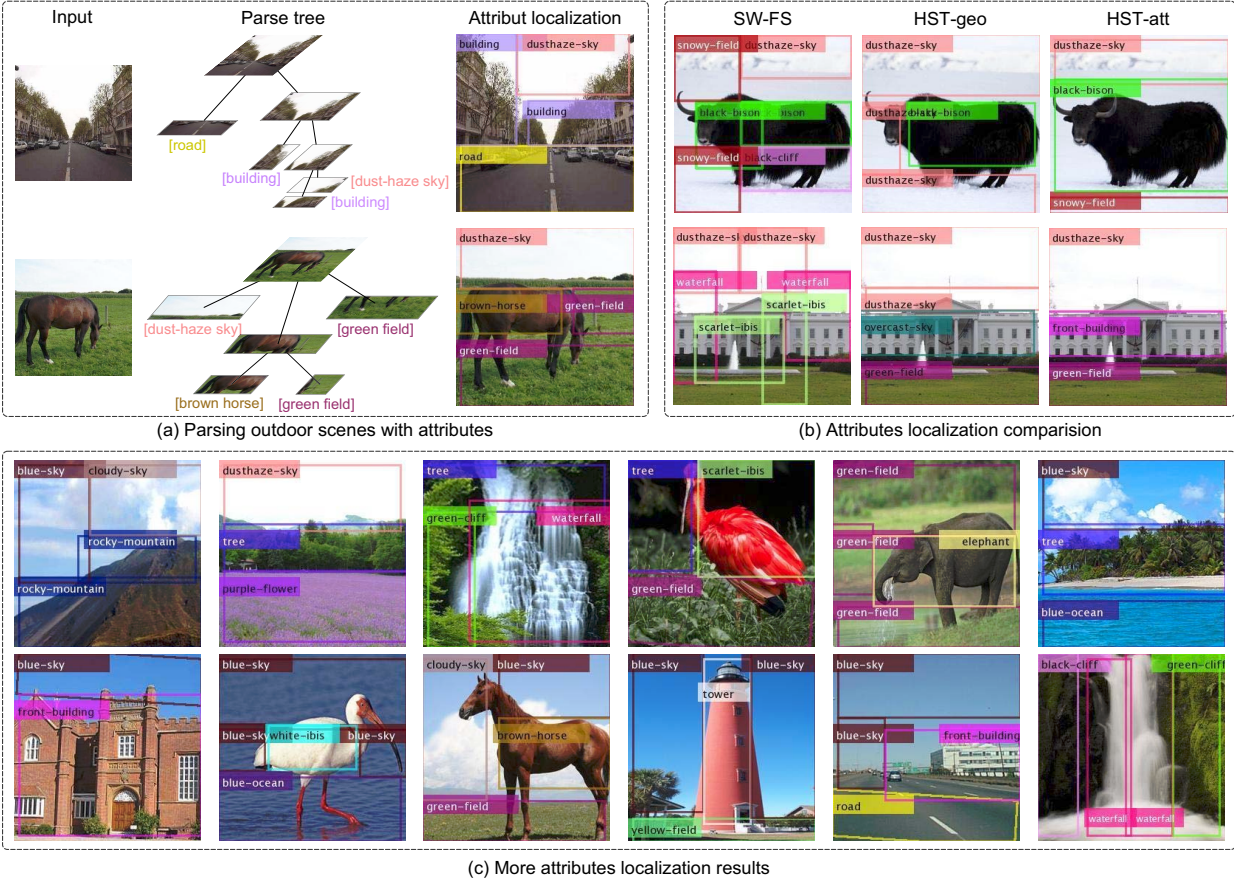 Input
Parse tree
Attribut localization
building
dusthaze-sky
building
road
[road]
[building]
[dust-haze sky]
[building]
dusthaze-sky
brown-horse
green-field
green-field
[dust-haze sky]
[green field]
[brown horse]
[green field]
(a) Parsing outdoor scenes with attributes
SW-FS
HST-geo
HST-att
snowy-field
dusthaze-sky
black-bison
bison
snowy-field
black-cliff
dusthaze-sky
dusthaze-sky
black-bison
dusthaze-sky
dusthaze-sky
black-bison
snowy-field
dusthaze-sky
dusthaze-sky
waterfall
waterfall
scarlet-ibis
scarlet-ibis
dusthaze-sky
dusthaze-sky
overcast-sky
green-field
dusthaze-sky
front-building
green-field
(b) Attributes localization comparision
blue-sky
cloudy-sky
rocky-mountain
rocky-mountain
dusthaze-sky
tree
purple-flower
tree
green-cliff
waterfall
tree
scarlet-ibis
green-field
green-field
green-field
elephant
green-field
blue-sky
tree
blue-ocean
blue-sky
front-building
blue-sky
blue-sky
white-ibis
blue-sky
blue-ocean
cloudy-sky
blue-sky
brown-horse
green-field
blue-sky
blue-sky
tower
yellow-field
blue-sky
blue-sky
front-building
road
black-cliff
green-cliff
waterfall
waterfall
(c) More attributes localization results